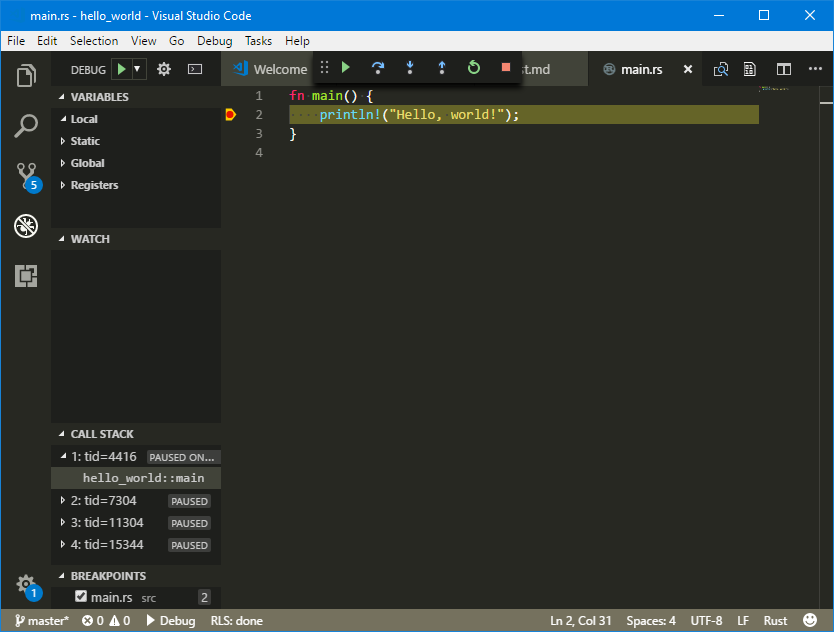 main.rs - hello_world - Visual Studio Code
File Edit Selection View Go Debug Tasks Help
DEBUG
Welcome
st.md
main.rs
VARIABLES
Local
Static
Global
Registers
WATCH
CALL STACK
1: tid=4416 PAUSED ON...
hello_world::main
2: tid=7304 PAUSED
3: tid=11304 PAUSED
4: tid=15344 PAUSED
BREAKPOINTS
main.rs src 2
5
1
1 fn main() {
2 println!("Hello, world!");
3 }
4
master* 0 0 Debug RLS: done Ln 2, Col 31 Spaces: 4 UTF-8 LF Rust